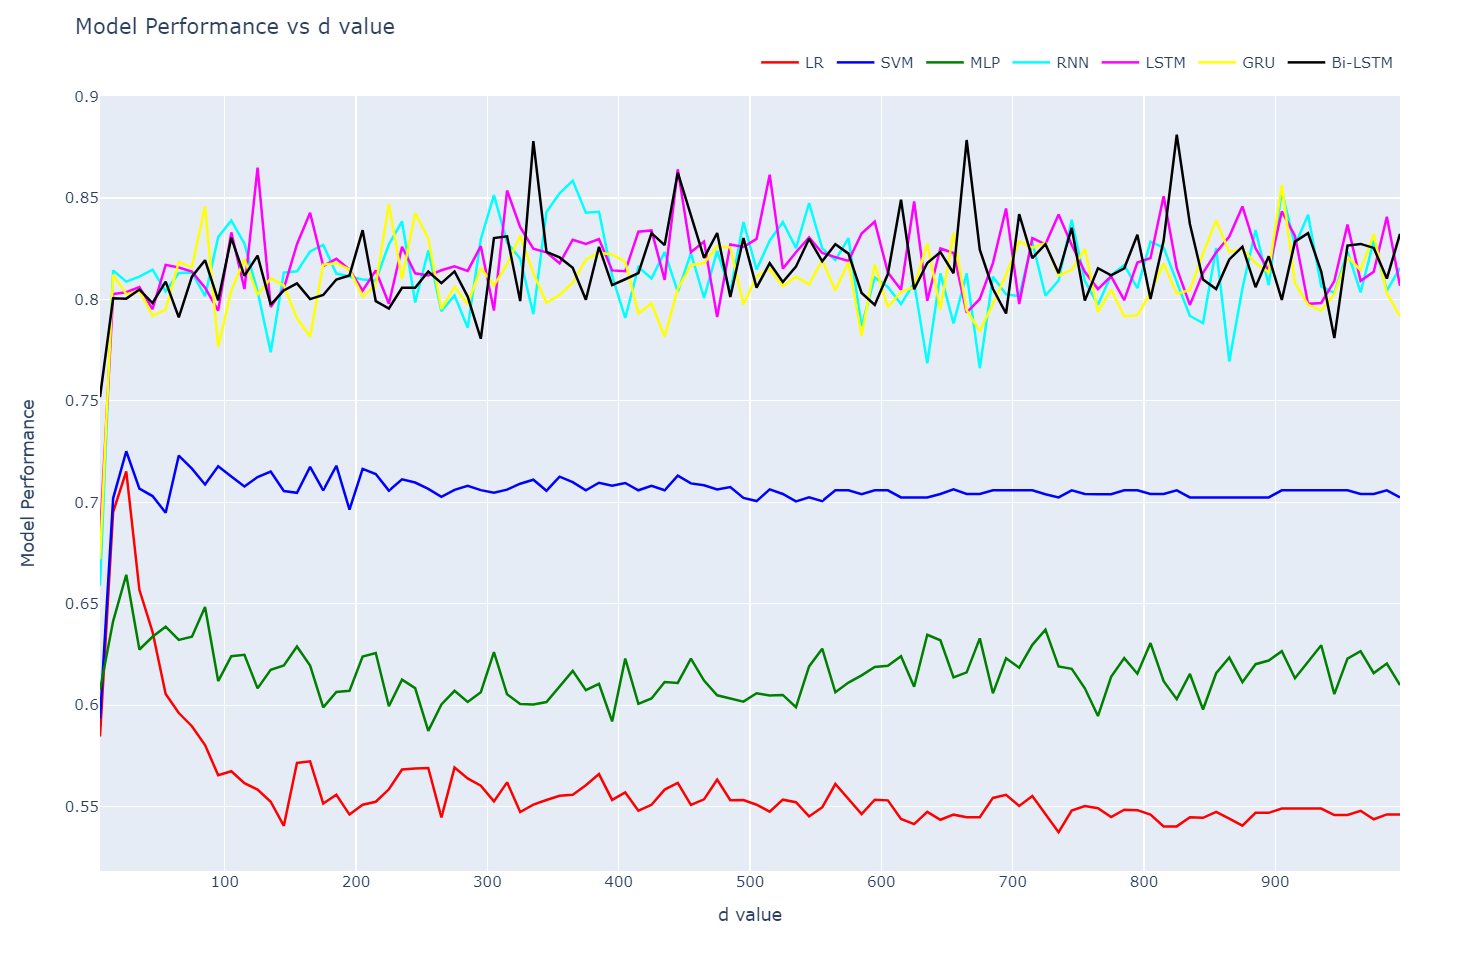 Model Performance vs d value
LR SVM MLP RNN LSTM GRU Bi-LSTM
0.9
0.85
0.8
0.75
0.7
0.65
0.6
0.55
Model Performance
100 200 300 400 500 600 700 800 900
d value